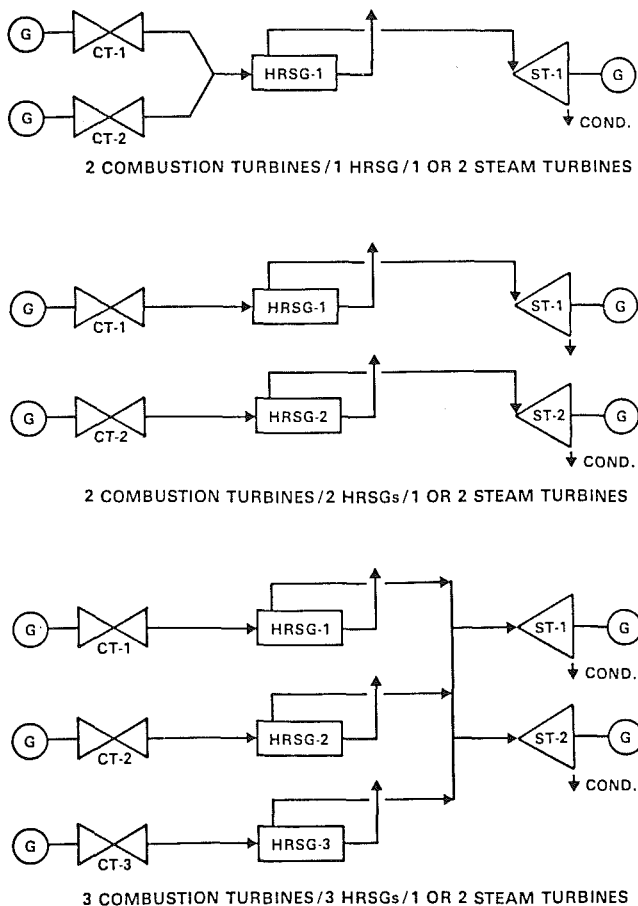 G
CT-1
HRSG-1
ST-1
G
G
CT-2
COND.
2 COMBUSTION TURBINES/1 HRSG/1 OR 2 STEAM TURBINES
G
CT-1
HRSG-1
ST-1
G
G
CT-2
HRSG-2
ST-2
G
COND.
2 COMBUSTION TURBINES/2 HRSGs/1 OR 2 STEAM TURBINES
G
CT-1
HRSG-1
ST-1
G
COND.
G
CT-2
HRSG-2
ST-2
G
COND.
G
CT-3
HRSG-3
3 COMBUSTION TURBINES/3 HRSGs/1 OR 2 STEAM TURBINES